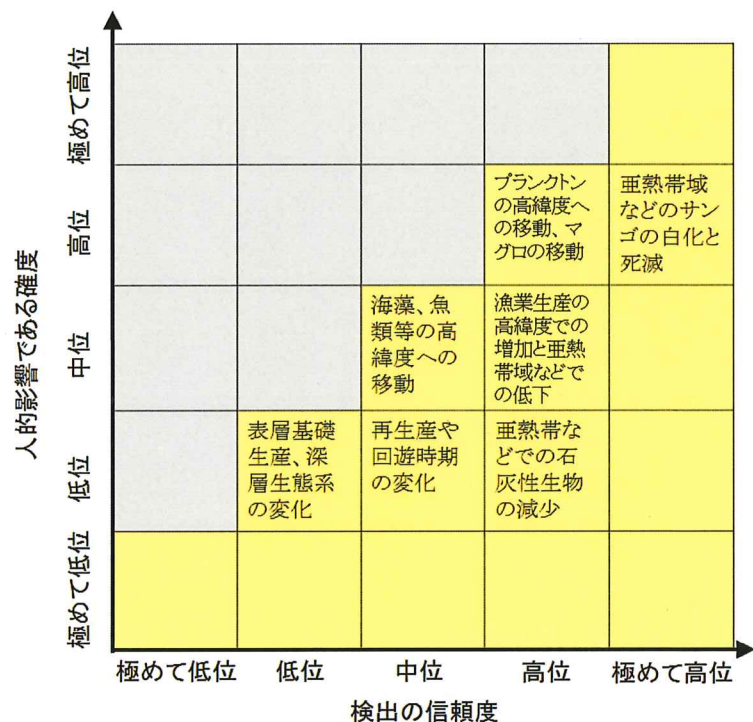 人的影響である確度
極めて高位
高位
中位
低位
極めて低位
プランクトン
の高緯度へ
の移動、マ
グロの移動
亜熱帯域
などのサン
ゴの白化と
死滅
海藻、魚
類等の高
緯度への
移動
漁業生産の
高緯度での
増加と亜熱
帯域などで
の低下
表層基礎
生産、深
層生態系
の変化
再生産や
回遊時期
の変化
亜熱帯な
どでの石
灰性生物
の減少
極めて低位
低位
中位
高位
極めて高位
検出の信頼度